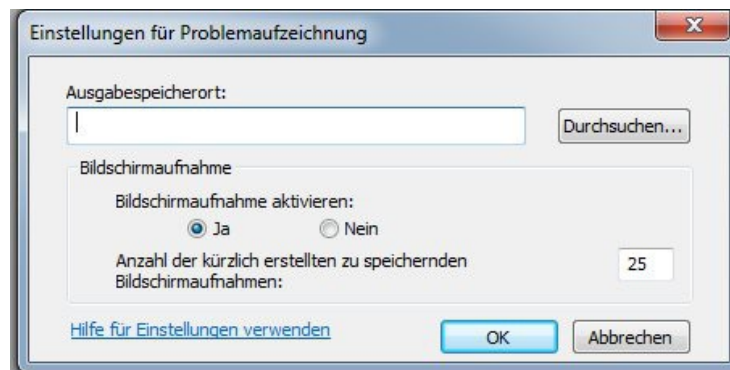 Einstellungen für Problemaufzeichnung
Ausgabespeicherort:
Durchsuchen...
Bildschirmaufnahme
Bildschirmaufnahme aktivieren:
Ja Nein
Anzahl der kürzlich erstellten zu speichernden
Bildschirmaufnahmen:
25
Hilfe für Einstellungen verwenden
OK Abbrechen